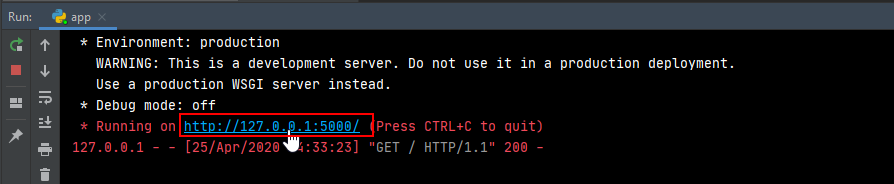 Run: app
* Environment: production
WARNING: This is a development server. Do not use it in a production deployment.
Use a production WSGI server instead.
* Debug mode: off
* Running on http://127.0.0.1:5000/ (Press CTRL+C to quit)
127.0.0.1 - - [25/Apr/2020 4:33:23] "GET / HTTP/1.1" 200 -